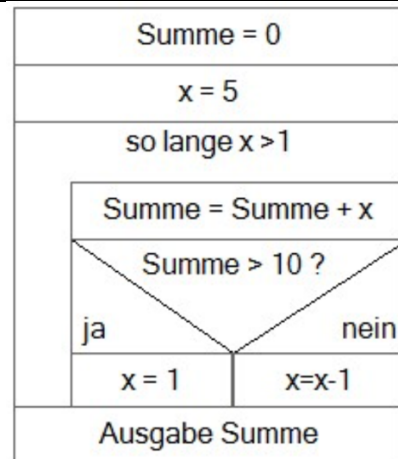 Summe = 0
x = 5
so lange x >1
Summe = Summe + x
Summe > 10 ?
ja
nein
x = 1
x=x-1
Ausgabe Summe